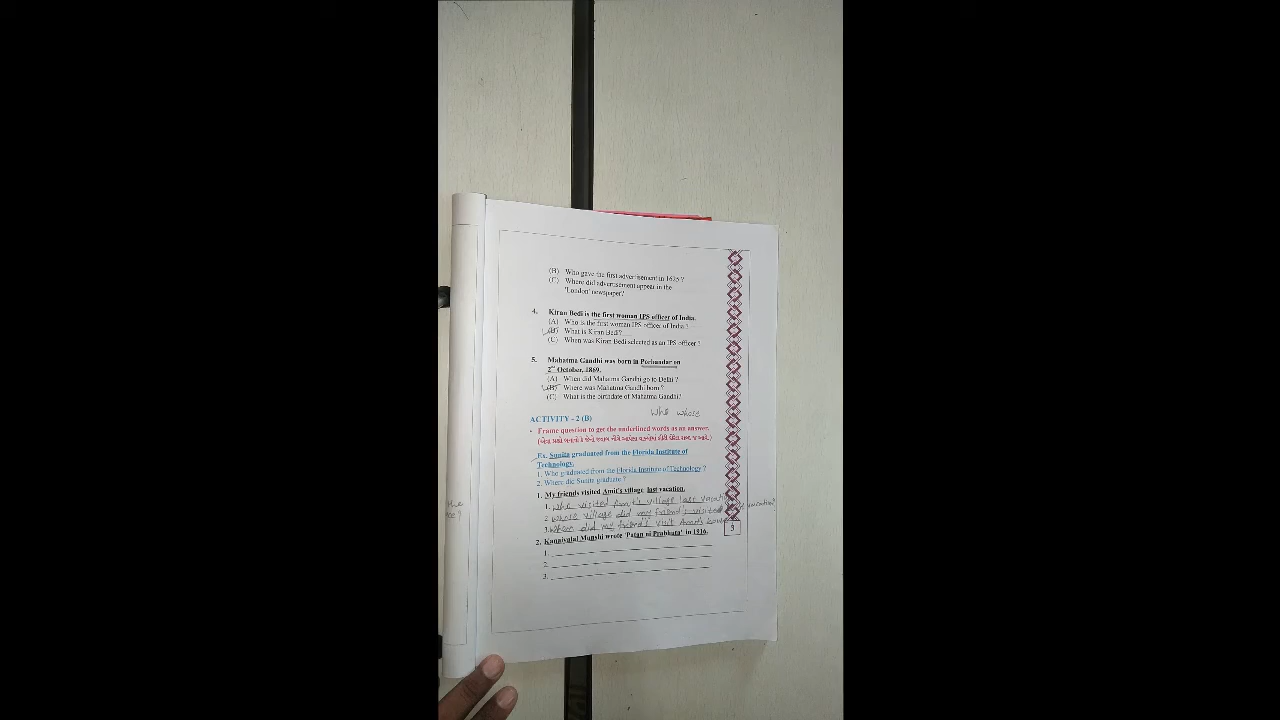 (B) Who gave the first advertisement in 1625 ?
(C) Where did advertisement appear in the
'London' newspaper?
4. Kiran Bedi is the first woman IPS officer of India.
(A) Who is the first woman IPS officer of India ?
(B) What is Kiran Bedi?
(C) When was Kiran Bedi selected as an IPS officer ?
5. Mahatma Gandhi was born in Porbandar on
2nd October, 1869.
(A) When did Mahatma Gandhi go to Delhi ?
(B) Where was Mahatma Gandhi born ?
(C) What is the birthdate of Mahatma Gandhi?
Who whose
ACTIVITY - 2 (B)
• Frame question to get the underlined words as an answer.
Ex. Sunita graduated from the Florida Institute of
Technology.
1. Who graduated from the Florida Institute of Technology ?
2. Where did Sunita graduate ?
1. My friends visited Amit's village last vacation.
1. Who visited Amit's village last vacation
2. whose village did my friend's visited vacation?
3. When did my friend's visit Amit's
2. Kanaiyalal Munshi wrote 'Patan ni Prabhuta' in 1916.
1.
2.
3.
3